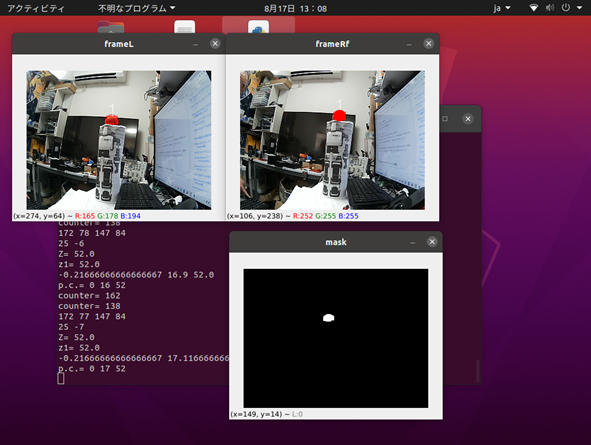 アクティビティ 不明なプログラム 8月17日 13：08 ja
frameL
frameRf
(x=274, y=64) ~ R:165 G:178 B:194
(x=106, y=238) ~ R:252 G:255 B:255
counter= 138
172 78 147 84
25 -6
Z= 52.0
z1= 52.0
-0.21666666666666667 16.9 52.0
p.c.= 0 16 52
counter= 162
counter= 138
172 77 147 84
25 -7
Z= 52.0
z1= 52.0
-0.21666666666666667 17.116666666
p.c.= 0 17 52
mask
(x=149, y=14) ~ L:0